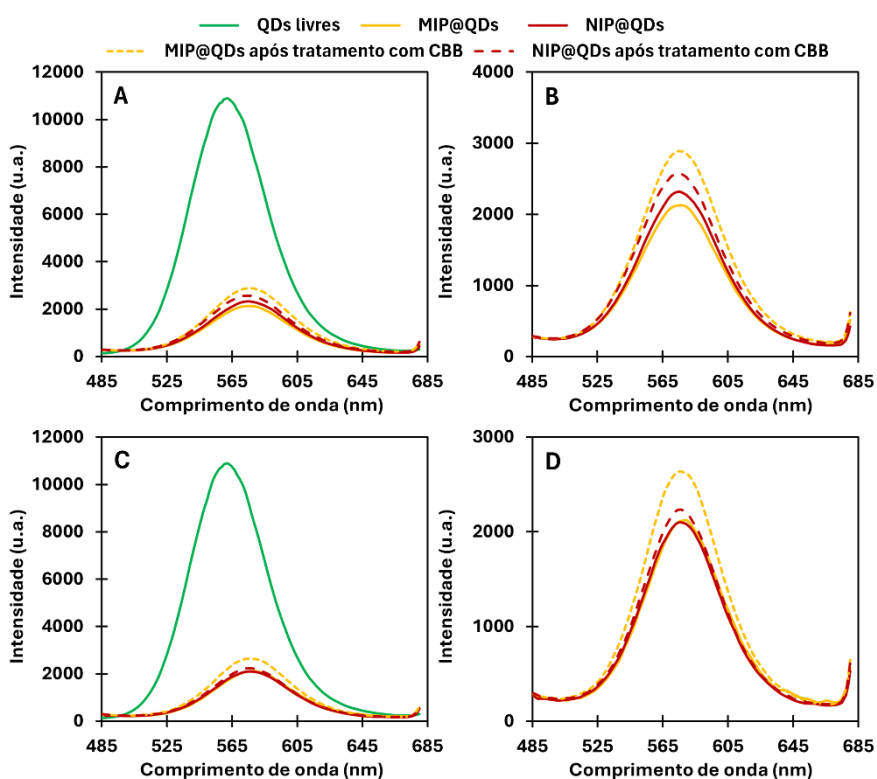 QDs livres MIP@QDs NIP@QDs
MIP@QDs após tratamento com CBB NIP@QDs após tratamento com CBB
A
Intensidade (u.a.)
12000
10000
8000
6000
4000
2000
0
485 525 565 605 645 685
Comprimento de onda (nm)
B
Intensidade (u.a.)
4000
3000
2000
1000
0
485 525 565 605 645 685
Comprimento de onda (nm)
C
Intensidade (u.a.)
12000
10000
8000
6000
4000
2000
0
485 525 565 605 645 685
Comprimento de onda (nm)
D
Intensidade (u.a.)
3000
2000
1000
0
485 525 565 605 645 685
Comprimento de onda (nm)